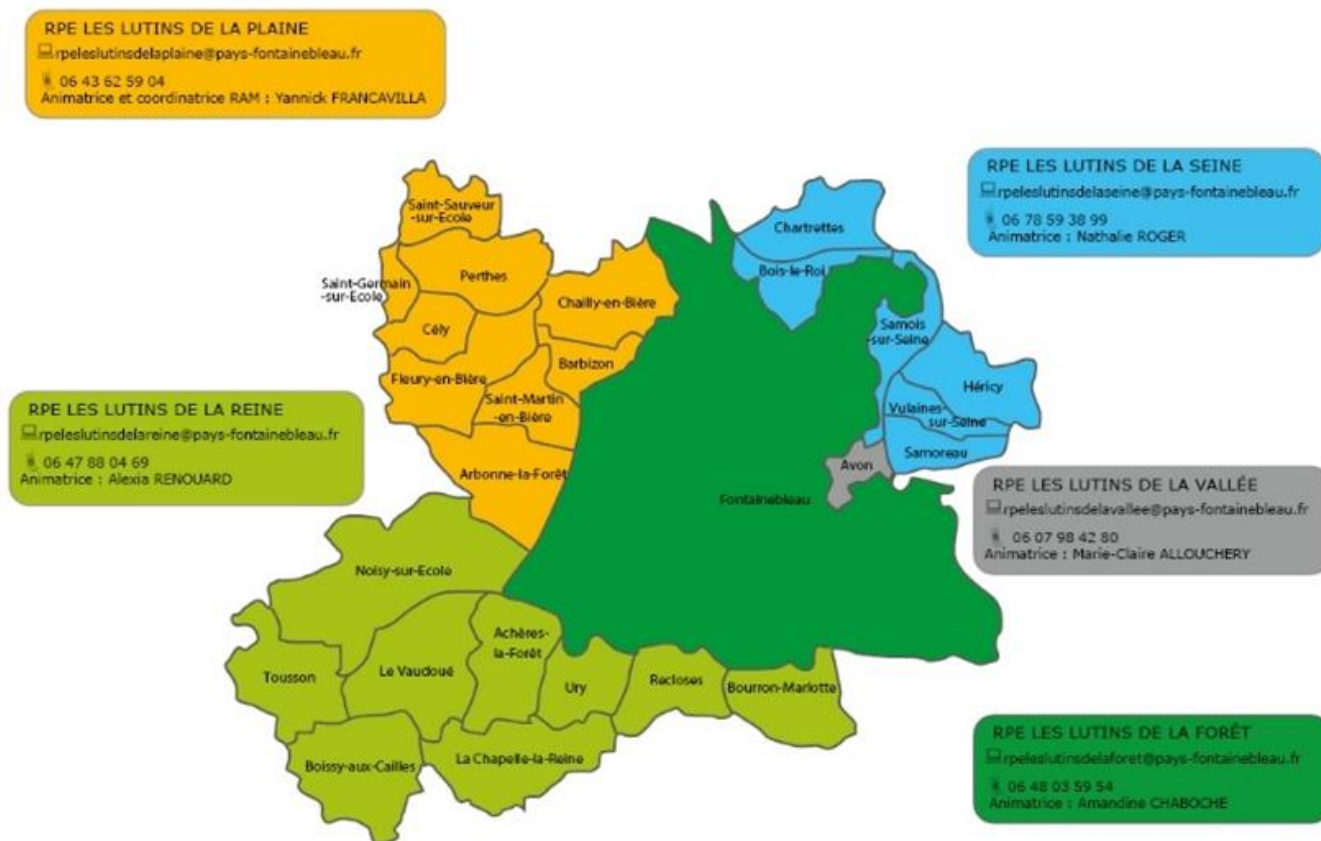 RPE LES LUTINS DE LA PLAINE
rpeleslutinsdelaplaine@pays-fontainebleau.fr
06 43 62 59 04
Animatrice et coordinatrice RAM : Yannick FRANCAVILLA
RPE LES LUTINS DE LA SEINE
rpeleslutinsdelaseine@pays-fontainebleau.fr
06 78 59 38 99
Animatrice : Nathalie ROGER
Saint-Sauveur
-sur-Ecole
Chartrettes
Perthes
Bois-le-Roi
Saint-Germain
-sur-Ecole
Chailly-en-Bière
Cély
Samois
-sur-Seine
Barbizon
Fleury-en-Bière
Héricy
Saint-Martin
-en-Bière
Vulaines-
sur-Seine
Samoreau
Avon
Arbonne-la-Forêt
Fontainebleau
RPE LES LUTINS DE LA REINE
rpeleslutinsdelareine@pays-fontainebleau.fr
06 47 88 04 69
Animatrice : Alexia RENOUARD
RPE LES LUTINS DE LA VALLÉE
rpeleslutinsdelavallee@pays-fontainebleau.fr
06 07 98 42 80
Animatrice : Marie-Claire ALLOUCHERY
Noisy-sur-Ecole
Achères-
la-Forêt
Tousson
Le Vaudoué
Ury
Recloses
Bourron-Marlotte
Boissy-aux-Cailles
La Chapelle-la-Reine
RPE LES LUTINS DE LA FORÊT
rpeleslutinsdelaforet@pays-fontainebleau.fr
06 48 03 59 54
Animatrice : Amandine CHABOCHE